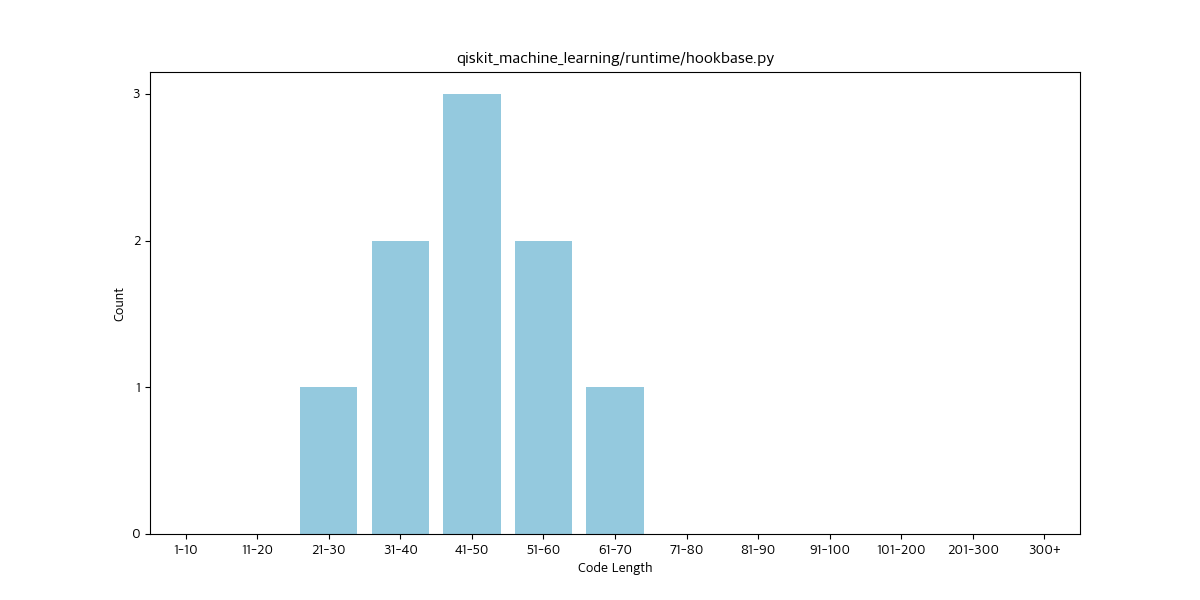 qiskit_machine_learning/runtime/hookbase.py
3
2
1
0
Count
1-10 11-20 21-30 31-40 41-50 51-60 61-70 71-80 81-90 91-100 101-200 201-300 300+
Code Length